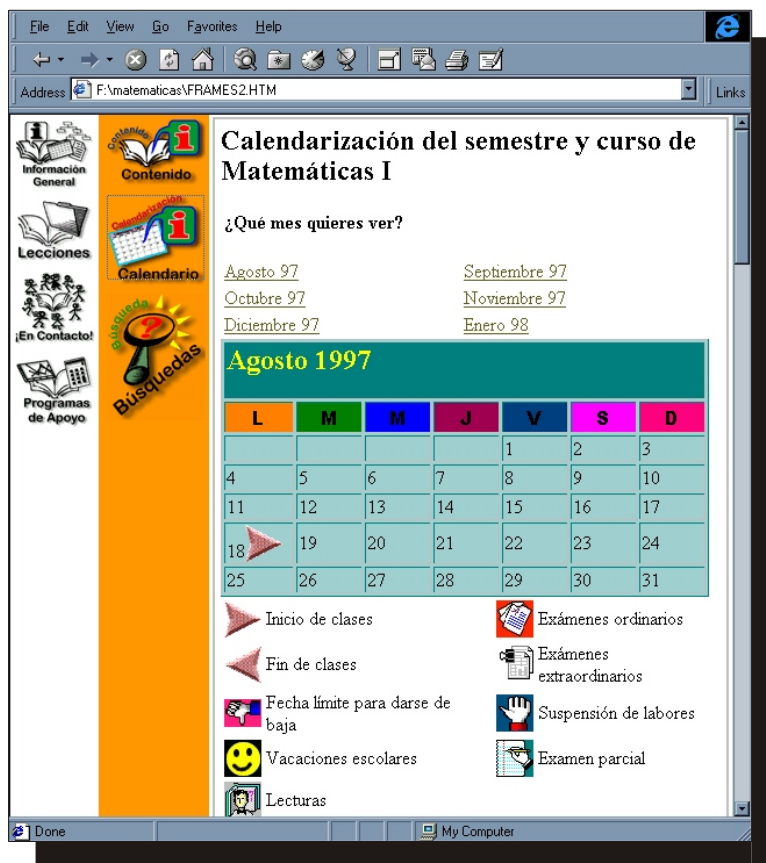 File Edit View Go Favorites Help
Address F:\matematicas\FRAMES2.HTM Links
Información
General
Lecciones
¡En Contacto!
Programas
de Apoyo
Contenido
Contenido
Calendarización
Calendario
Búsqueda
Búsquedas
Calendarización del semestre y curso de
Matemáticas I
¿Qué mes quieres ver?
Agosto 97 Septiembre 97
Octubre 97 Noviembre 97
Diciembre 97 Enero 98
Agosto 1997
L M M J V S D
1 2 3
4 5 6 7 8 9 10
11 12 13 14 15 16 17
18 19 20 21 22 23 24
25 26 27 28 29 30 31
Inicio de clases
Exámenes ordinarios
Fin de clases
Exámenes
extraordinarios
Fecha límite para darse de
baja
Suspensión de labores
Vacaciones escolares
Examen parcial
Lecturas
Done My Computer